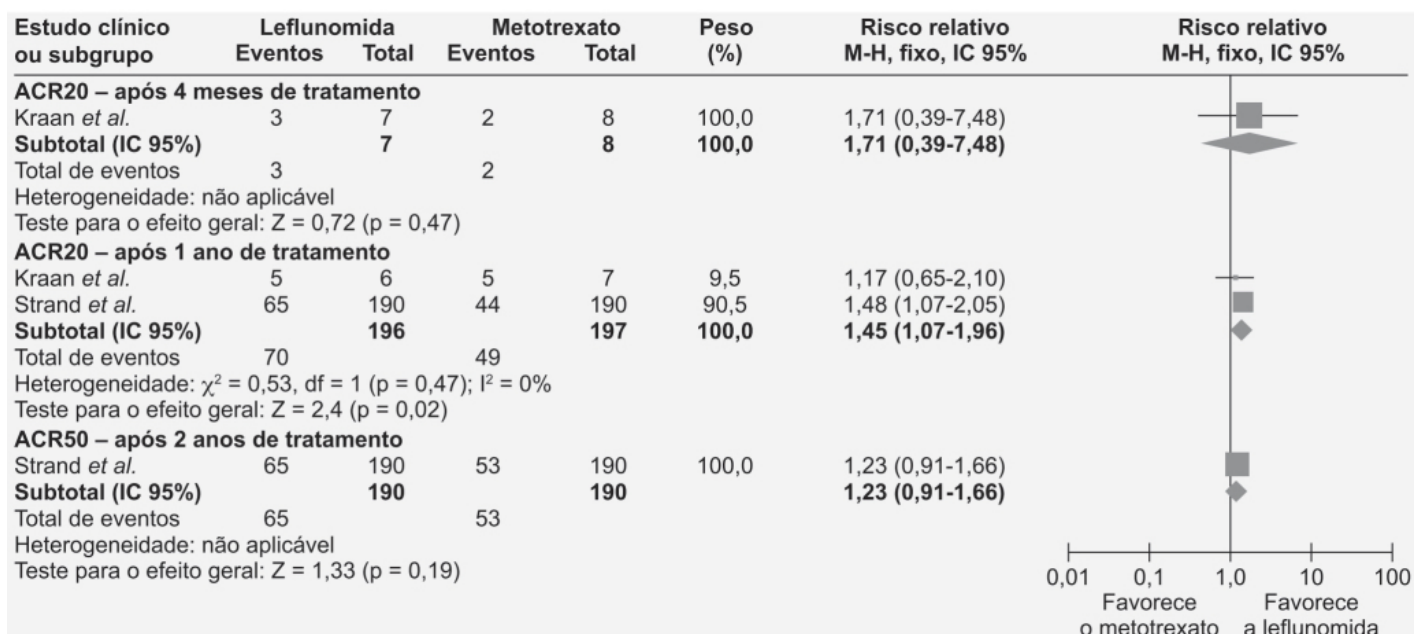 Estudo clínico Leflunomida Metotrexato Peso Risco relativo Risco relativo
ou subgrupo Eventos Total Eventos Total (%) M-H, fixo, IC 95% M-H, fixo, IC 95%
ACR20 – após 4 meses de tratamento
Kraan et al. 3 7 2 8 100,0 1,71 (0,39-7,48)
Subtotal (IC 95%) 7 8 100,0 1,71 (0,39-7,48)
Total de eventos 3 2
Heterogeneidade: não aplicável
Teste para o efeito geral: Z = 0,72 (p = 0,47)
ACR20 – após 1 ano de tratamento
Kraan et al. 5 6 5 7 9,5 1,17 (0,65-2,10)
Strand et al. 65 190 44 190 90,5 1,48 (1,07-2,05)
Subtotal (IC 95%) 196 197 100,0 1,45 (1,07-1,96)
Total de eventos 70 49
Heterogeneidade: χ² = 0,53, df = 1 (p = 0,47); I² = 0%
Teste para o efeito geral: Z = 2,4 (p = 0,02)
ACR50 – após 2 anos de tratamento
Strand et al. 65 190 53 190 100,0 1,23 (0,91-1,66)
Subtotal (IC 95%) 190 190 1,23 (0,91-1,66)
Total de eventos 65 53
Heterogeneidade: não aplicável
Teste para o efeito geral: Z = 1,33 (p = 0,19)
0,01 0,1 1,0 10 100
Favorece Favorece
o metotrexato a leflunomida